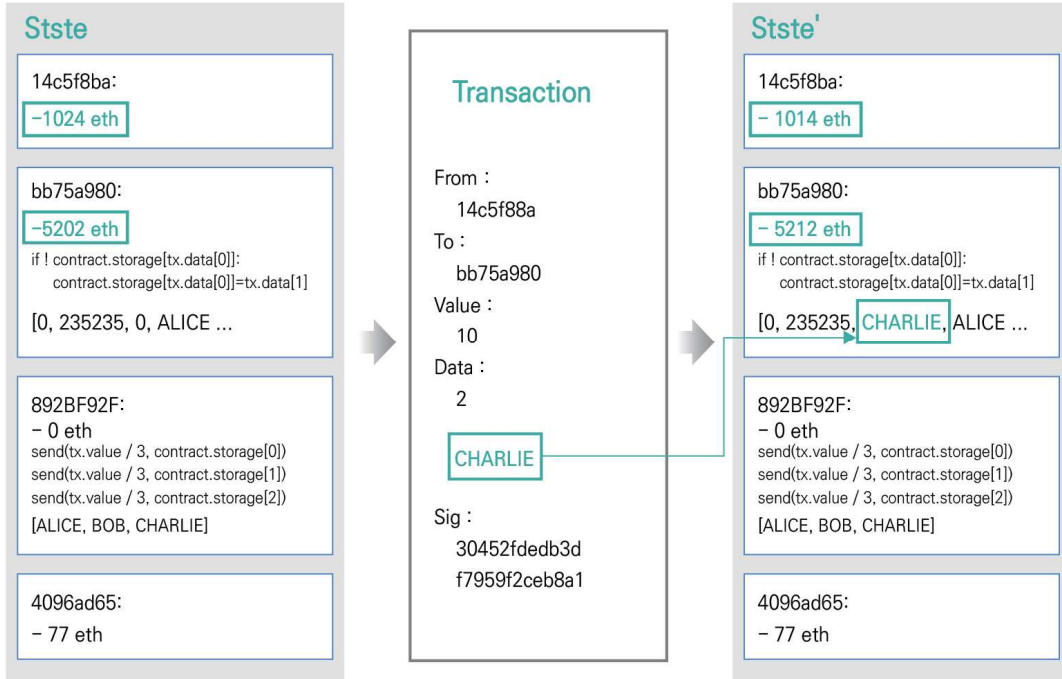 Stste
14c5f8ba:
-1024 eth
bb75a980:
-5202 eth
if ! contract.storage[tx.data[0]]:
contract.storage[tx.data[0]]=tx.data[1]
[0, 235235, 0, ALICE ...
892BF92F:
- 0 eth
send(tx.value / 3, contract.storage[0])
send(tx.value / 3, contract.storage[1])
send(tx.value / 3, contract.storage[2])
[ALICE, BOB, CHARLIE]
4096ad65:
- 77 eth
Transaction
From :
14c5f88a
To :
bb75a980
Value :
10
Data :
2
CHARLIE
Sig :
30452fdedb3d
f7959f2ceb8a1
Stste'
14c5f8ba:
- 1014 eth
bb75a980:
- 5212 eth
if ! contract.storage[tx.data[0]]:
contract.storage[tx.data[0]]=tx.data[1]
[0, 235235, CHARLIE, ALICE ...
892BF92F:
- 0 eth
send(tx.value / 3, contract.storage[0])
send(tx.value / 3, contract.storage[1])
send(tx.value / 3, contract.storage[2])
[ALICE, BOB, CHARLIE]
4096ad65:
- 77 eth